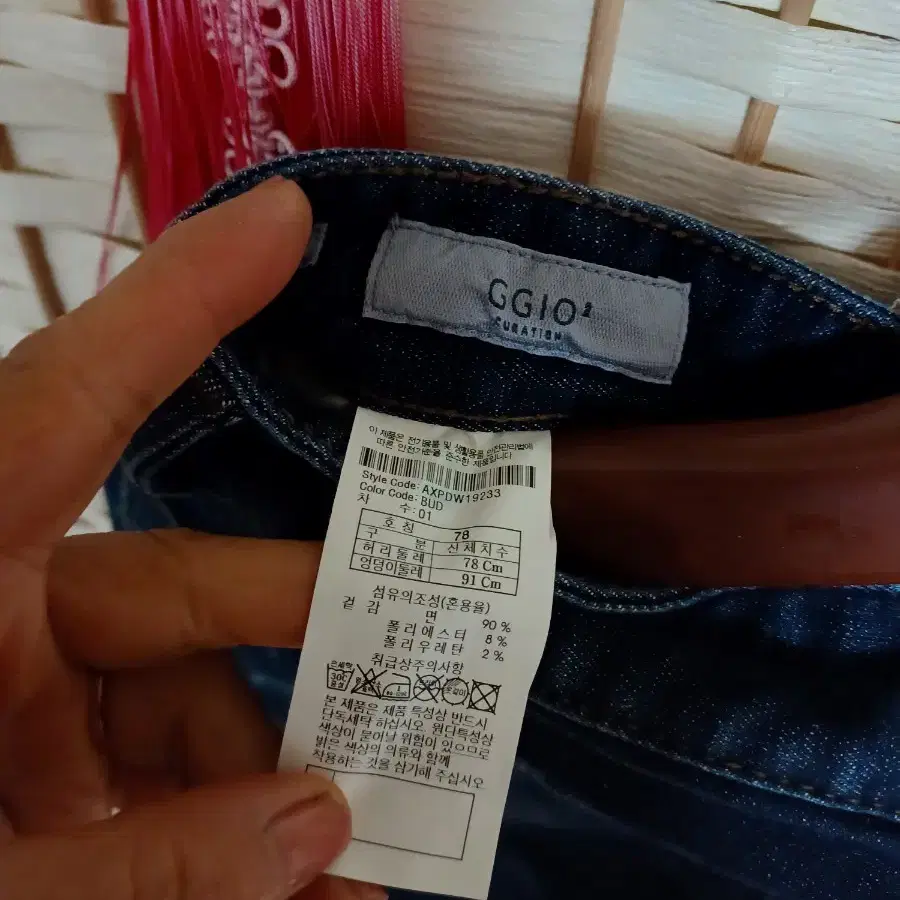 GGIO²
CURATION
이 제품은 전기용품 및 생활용품 안전관리법에
따른 안전기준을 준수한 제품입니다
Style Code: AXPDW19233
Color Code: BUD
차 수: 01
호칭 78
구분 신체치수
허리둘레 78 Cm
엉덩이둘레 91 Cm
섬유의조성(혼용율)
겉감 면 90 %
폴리에스터 8 %
폴리우레탄 2 %
취급상주의사항
본 제품은 제품 특성상 반드시
단독세탁 하십시오 원단특성상
색상이 묻어날 위험이 있으므로
밝은 색상의 의류와 함께
착용하는 것을 삼가해 주십시오